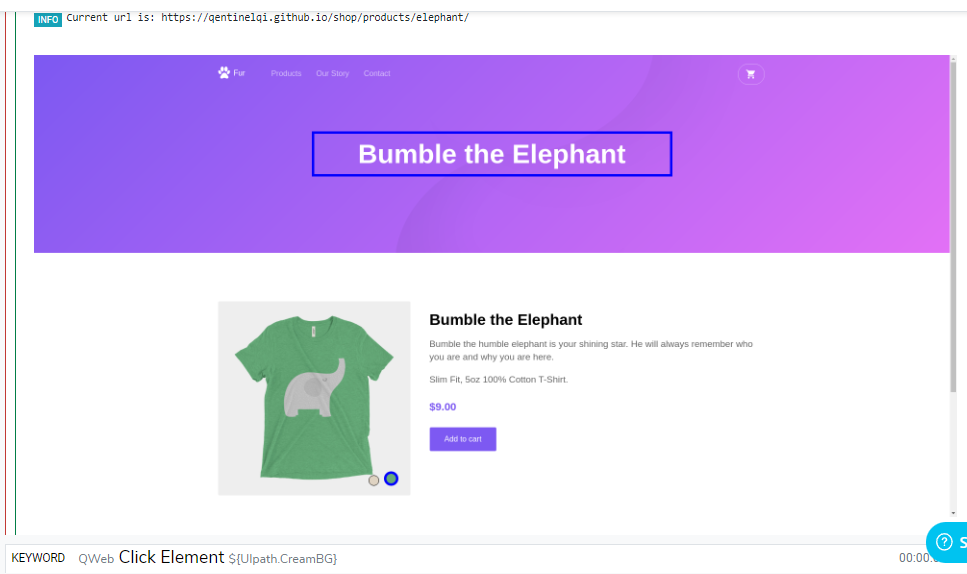 INFO Current url is: https://qentinelqi.github.io/shop/products/elephant/
Fur Products Our Story Contact
Bumble the Elephant
Bumble the Elephant
Bumble the humble elephant is your shining star. He will always remember who
you are and why you are here.
Slim Fit, 5oz 100% Cotton T-Shirt.
$9.00
Add to cart
KEYWORD QWeb Click Element ${UIpath.CreamBG} 00:00: